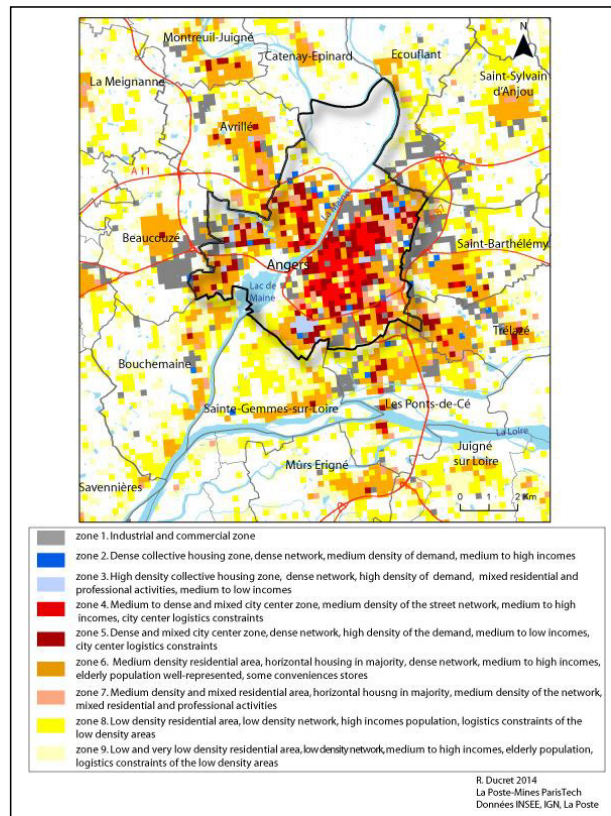 Montreuil-Juigné
N
Catenay-Epinard
Ecouflant
La Meignanne
Saint-Sylvain
d'Anjou
Avrillé
A 11
La Maine
Beaucouzé
Saint-Barthélémy
Angers
Lac de
Maine
Trélazé
Bouchemaine
Sainte-Gemmes-sur-Loire
Les Ponts-de-Cé
La Loire
Juigné
sur Loire
Mûrs Erigné
Savennières
0 1 2 Km
zone 1. Industrial and commercial zone
zone 2. Dense collective housing zone, dense network, medium density of demand, medium to high incomes
zone 3. High density collective housing zone, dense network, high density of demand, mixed residential and
professional activities, medium to low incomes
zone 4. Medium to dense and mixed city center zone, medium density of the street network, medium to high
incomes, city center logistics constraints
zone 5. Dense and mixed city center zone, dense network, high density of the demand, medium to low incomes,
city center logistics constraints
zone 6. Medium density residential area, horizontal housing in majority, dense network, medium to high incomes,
elderly population well-represented, some conveniences stores
zone 7. Medium density and mixed residential area, horizontal housng in majority, medium density of the network,
mixed residential and professional activities
zone 8. Low density residential area, low density network, high incomes population, logistics constraints of the
low density areas
zone 9. Low and very low density residential area, low density network, medium to high incomes, elderly population,
logistics constraints of the low density areas
R. Ducret 2014
La Poste-Mines ParisTech
Données INSEE, IGN, La Poste